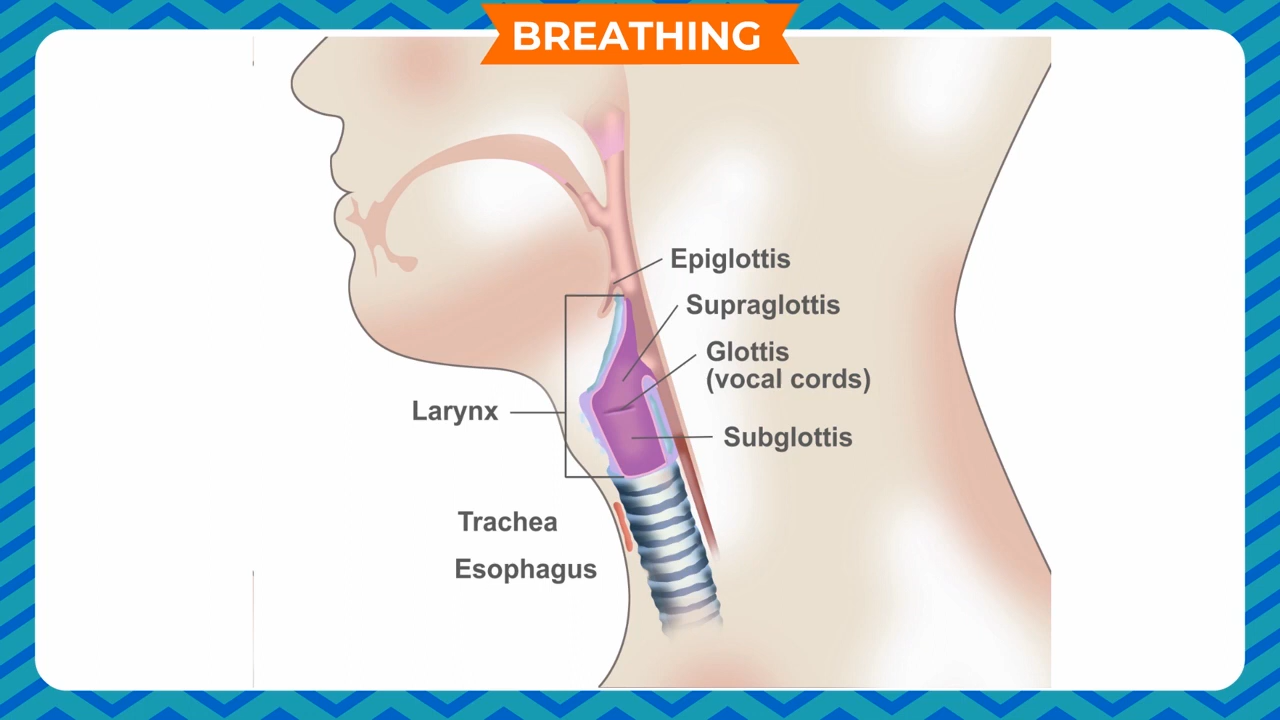 BREATHING
Epiglottis
Supraglottis
Glottis
(vocal cords)
Larynx
Subglottis
Trachea
Esophagus